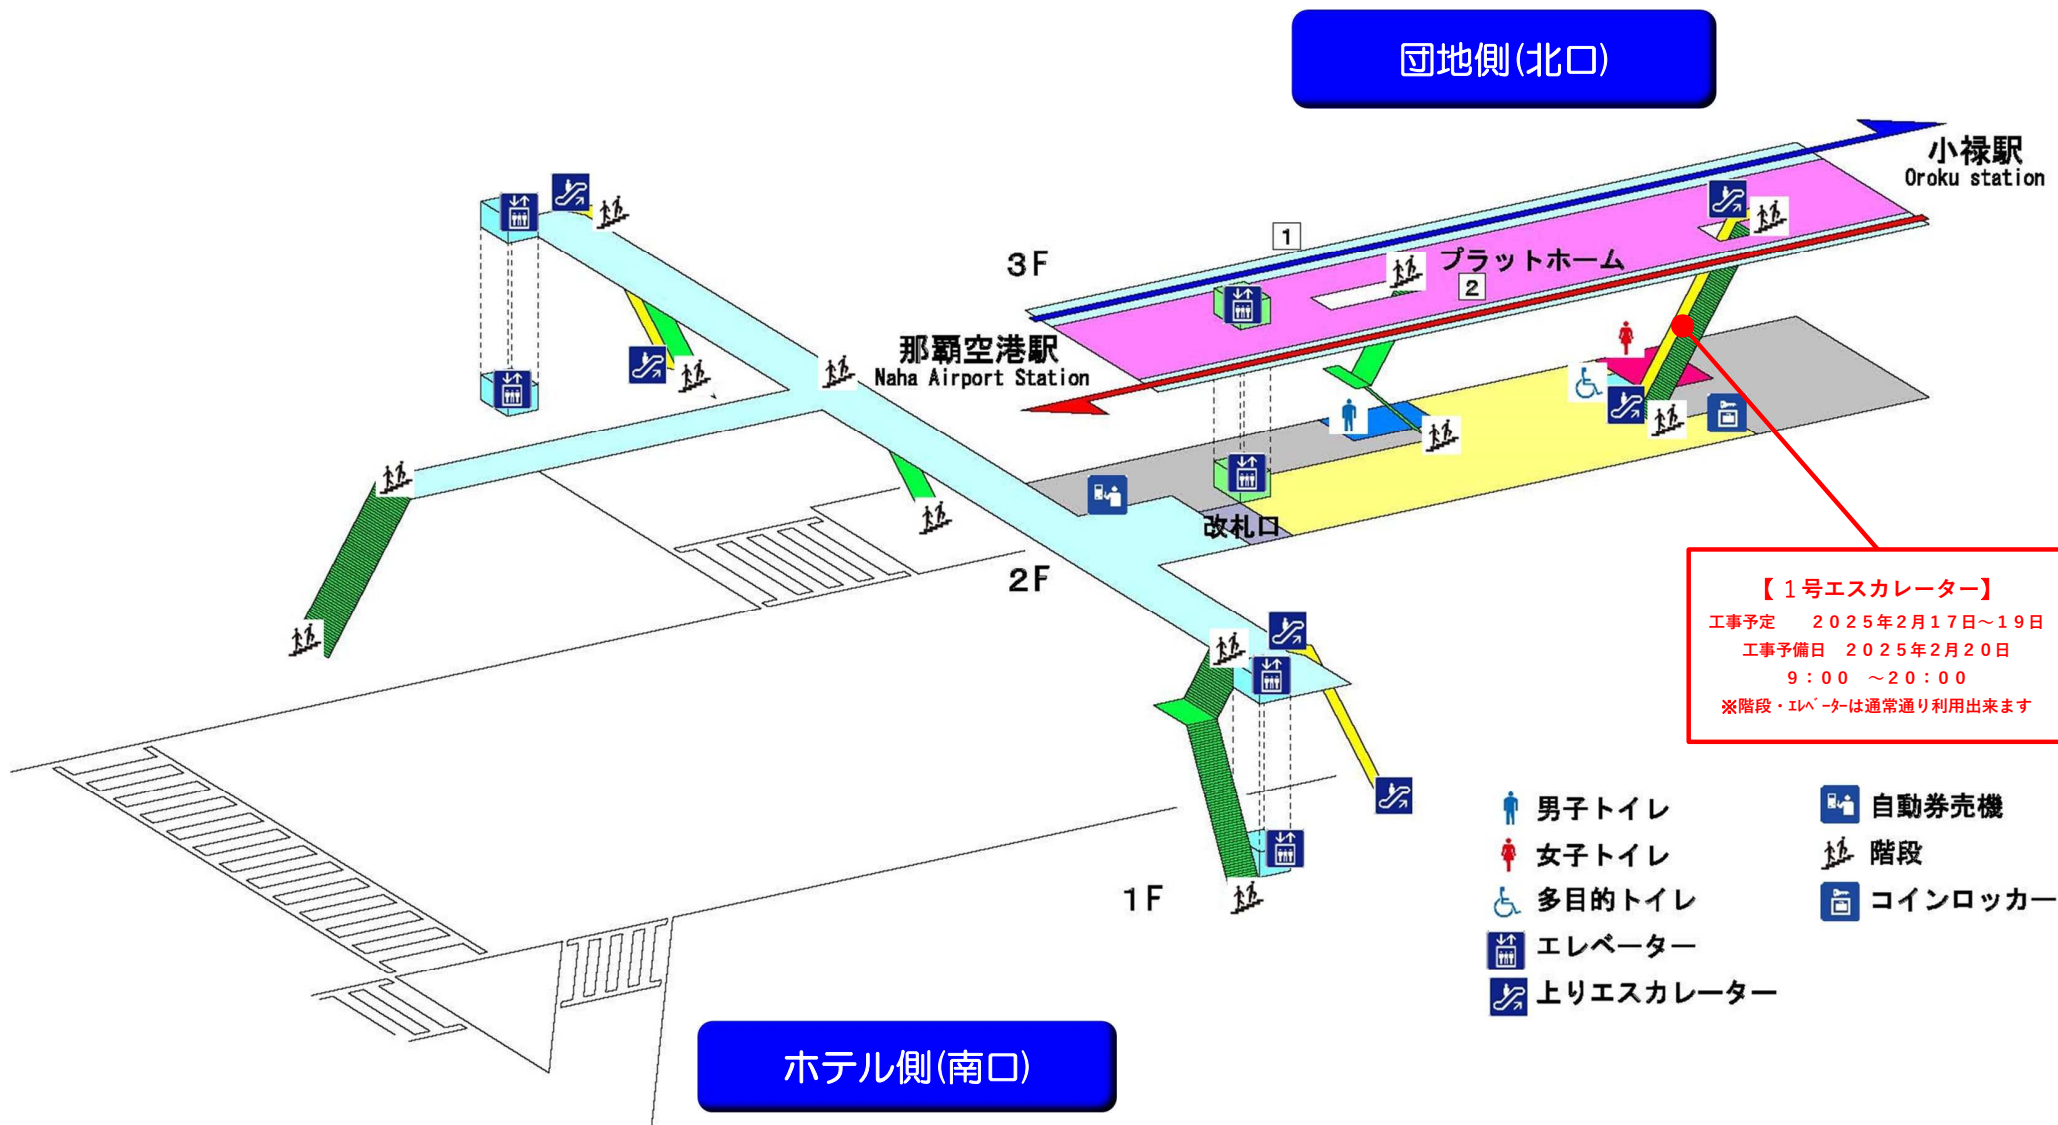 団地側(北口)
小禄駅
Oroku station
1
3F
プラットホーム
2
那覇空港駅
Naha Airport Station
改札口
2F
【１号エスカレーター】
工事予定　２０２５年２月１７日～１９日
工事予備日　２０２５年２月２０日
９：００　～２０：００
※階段・ｴﾚﾍﾞｰﾀｰは通常通り利用出来ます
1F
男子トイレ
女子トイレ
多目的トイレ
エレベーター
上りエスカレーター
自動券売機
階段
コインロッカー
ホテル側(南口)